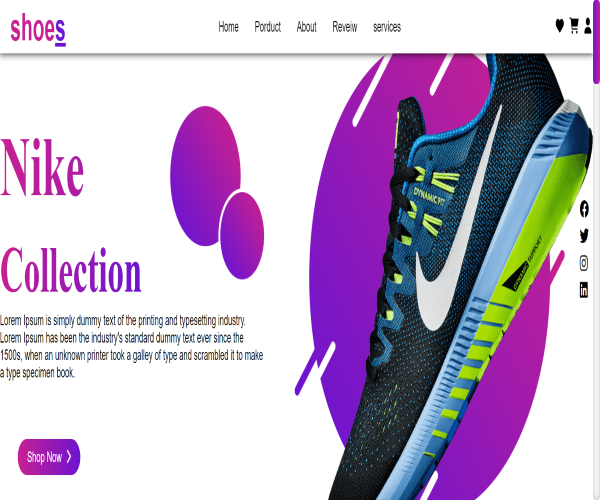 shoes
Home Porduct About Reveiw services
Nike
Collection
Lorem Ipsum is simply dummy text of the printing and typesetting industry.
Lorem Ipsum has been the industry's standard dummy text ever since the
1500s, when an unknown printer took a galley of type and scrambled it to make
a type specimen book.
Shop Now
DYNAMIC FIT
DYNAMIC SUPPORT